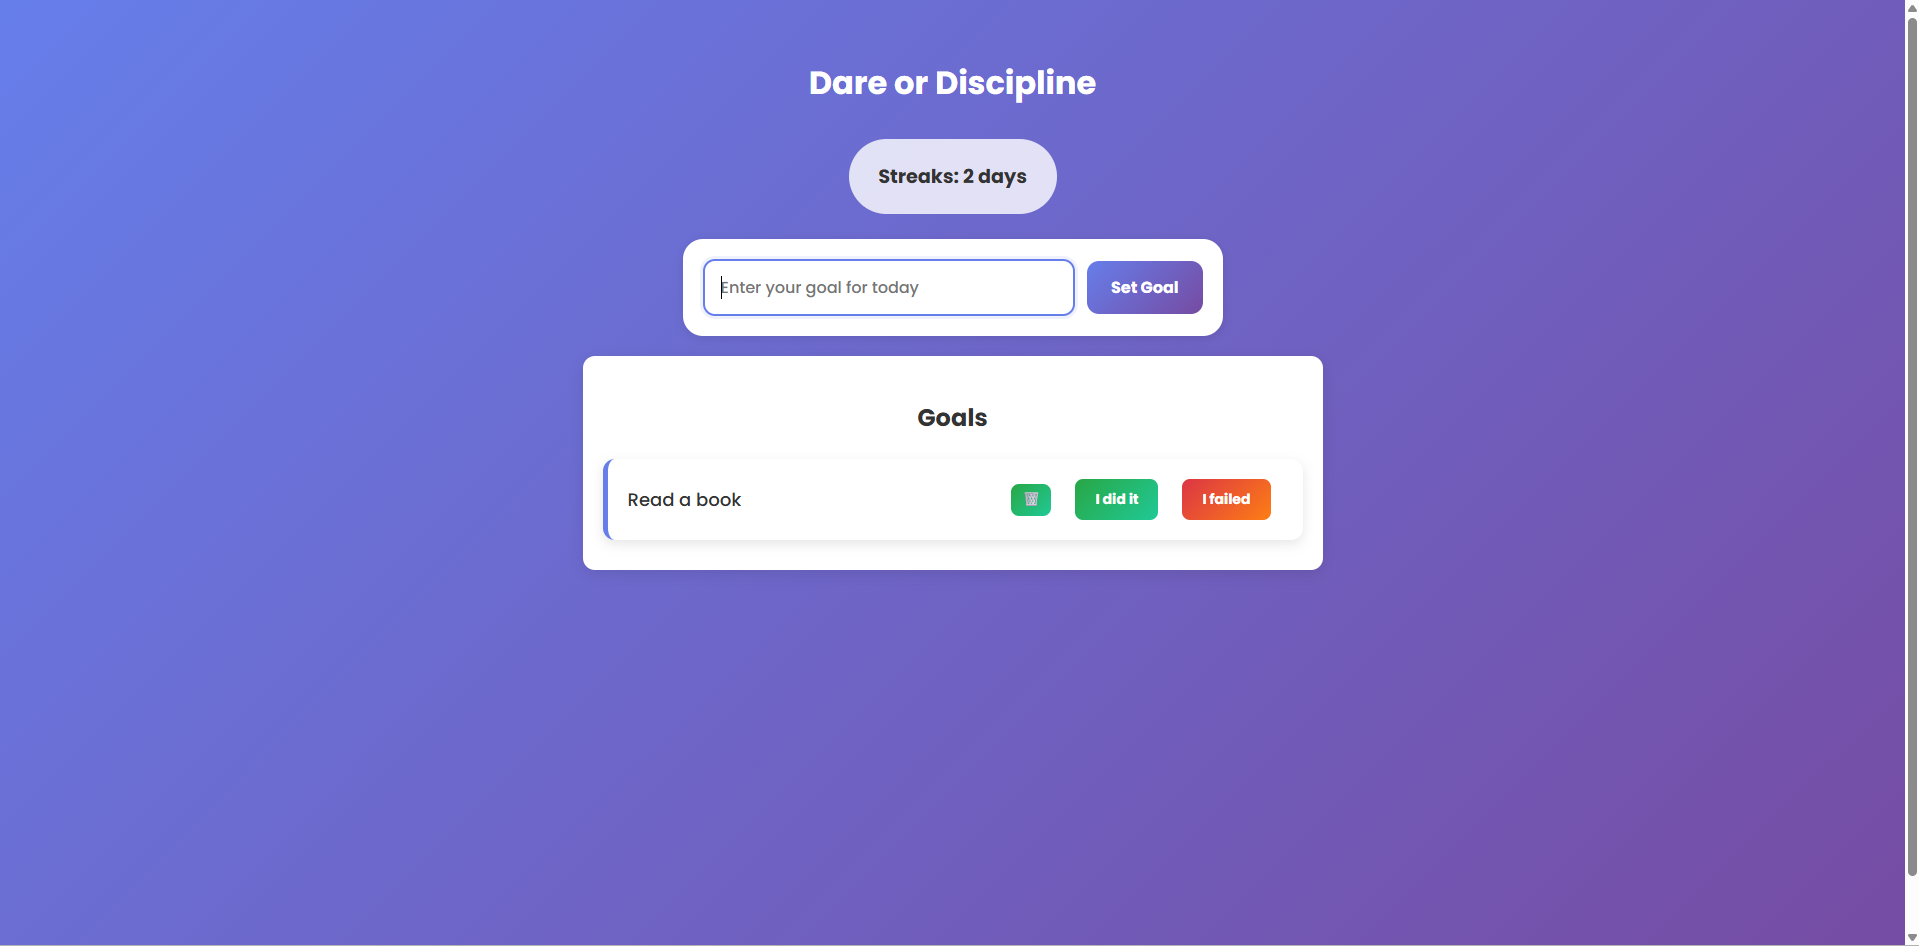 Dare or Discipline
Streaks: 2 days
Enter your goal for today
Set Goal
Goals
Read a book
I did it
I failed